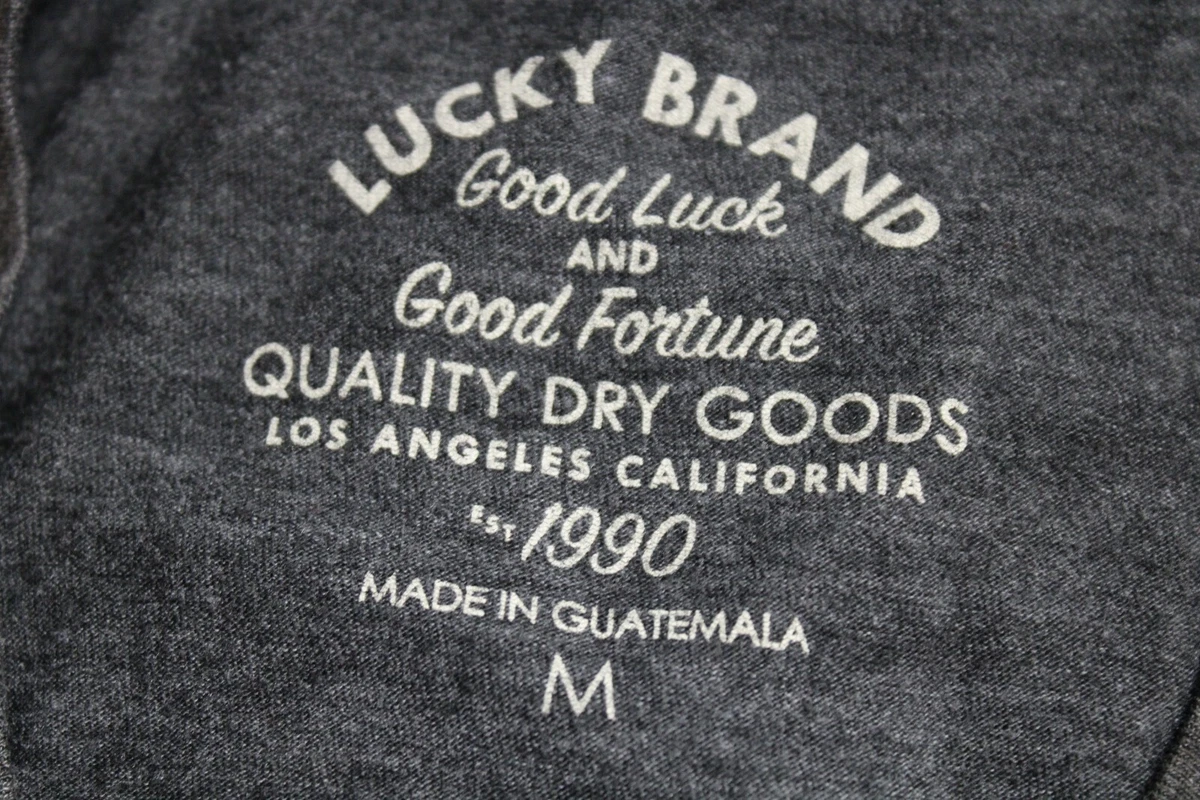 LUCKY BRAND
Good Luck
AND
Good Fortune
QUALITY DRY GOODS
LOS ANGELES CALIFORNIA
EST 1990
MADE IN GUATEMALA
M